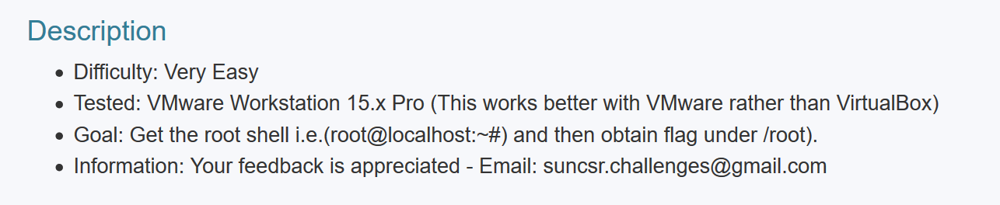 Description
• Difficulty: Very Easy
• Tested: VMware Workstation 15.x Pro (This works better with VMware rather than VirtualBox)
• Goal: Get the root shell i.e.(root@localhost:~#) and then obtain flag under /root).
• Information: Your feedback is appreciated - Email: suncsr.challenges@gmail.com